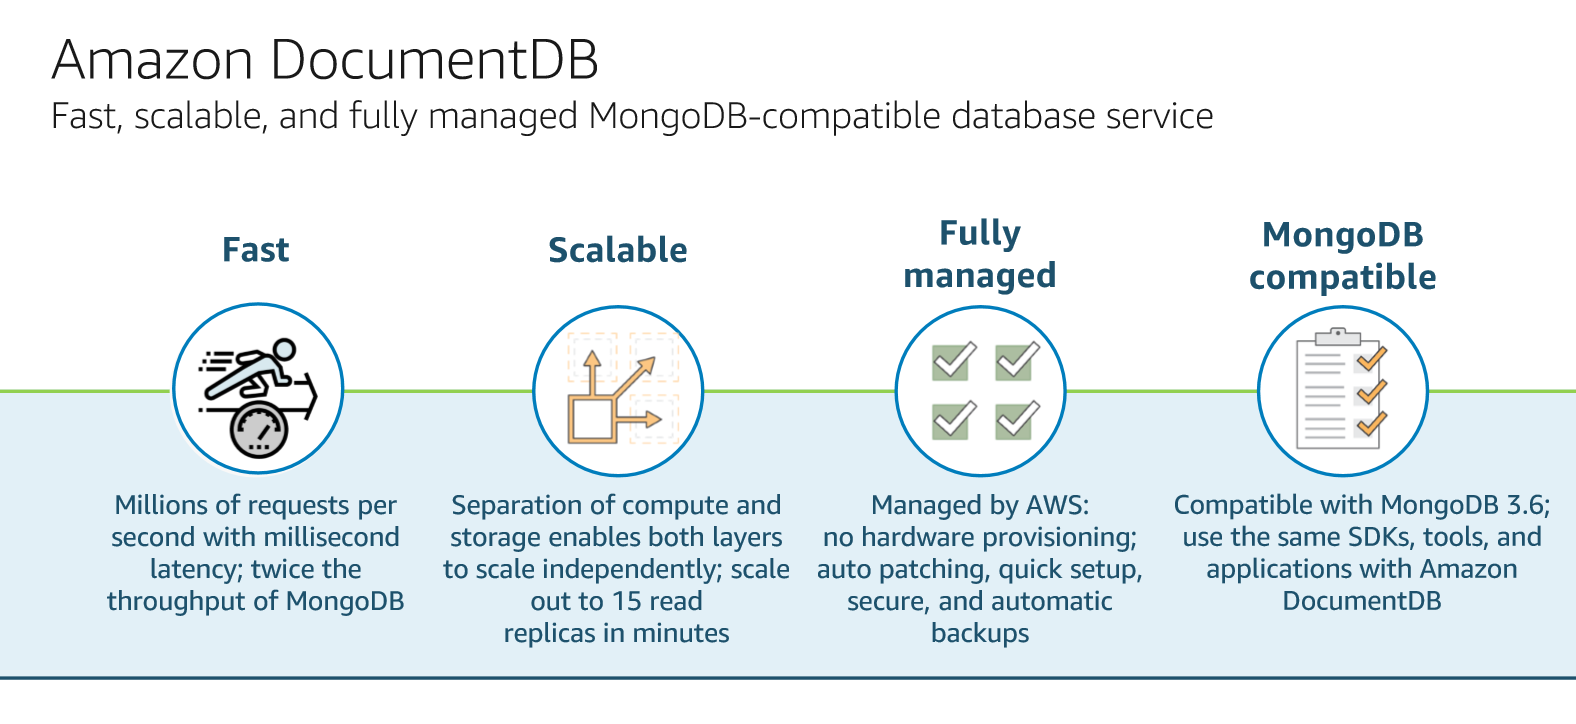 Amazon DocumentDB
Fast, scalable, and fully managed MongoDB-compatible database service
Fast
Millions of requests per
second with millisecond
latency; twice the
throughput of MongoDB
Scalable
Separation of compute and
storage enables both layers
to scale independently; scale
out to 15 read
replicas in minutes
Fully
managed
Managed by AWS:
no hardware provisioning;
auto patching, quick setup,
secure, and automatic
backups
MongoDB
compatible
Compatible with MongoDB 3.6;
use the same SDKs, tools, and
applications with Amazon
DocumentDB